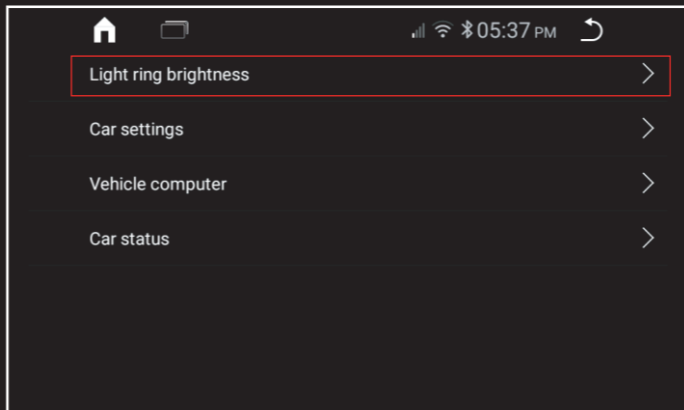 05:37 PM
Light ring brightness
Car settings
Vehicle computer
Car status